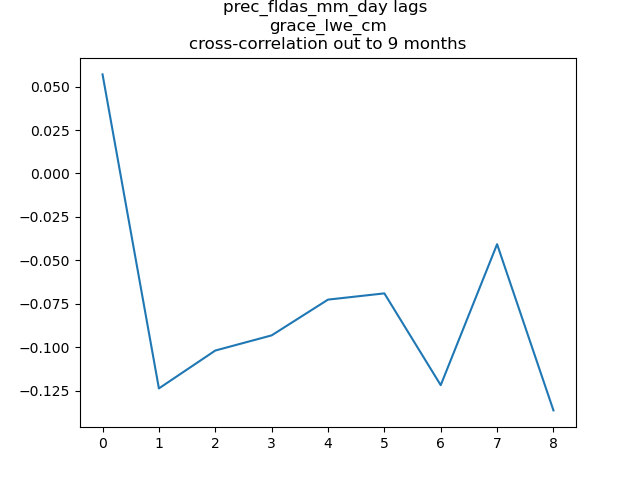 prec_fldas_mm_day lags
grace_lwe_cm
cross-correlation out to 9 months
0.050
0.025
0.000
−0.025
−0.050
−0.075
−0.100
−0.125
0 1 2 3 4 5 6 7 8